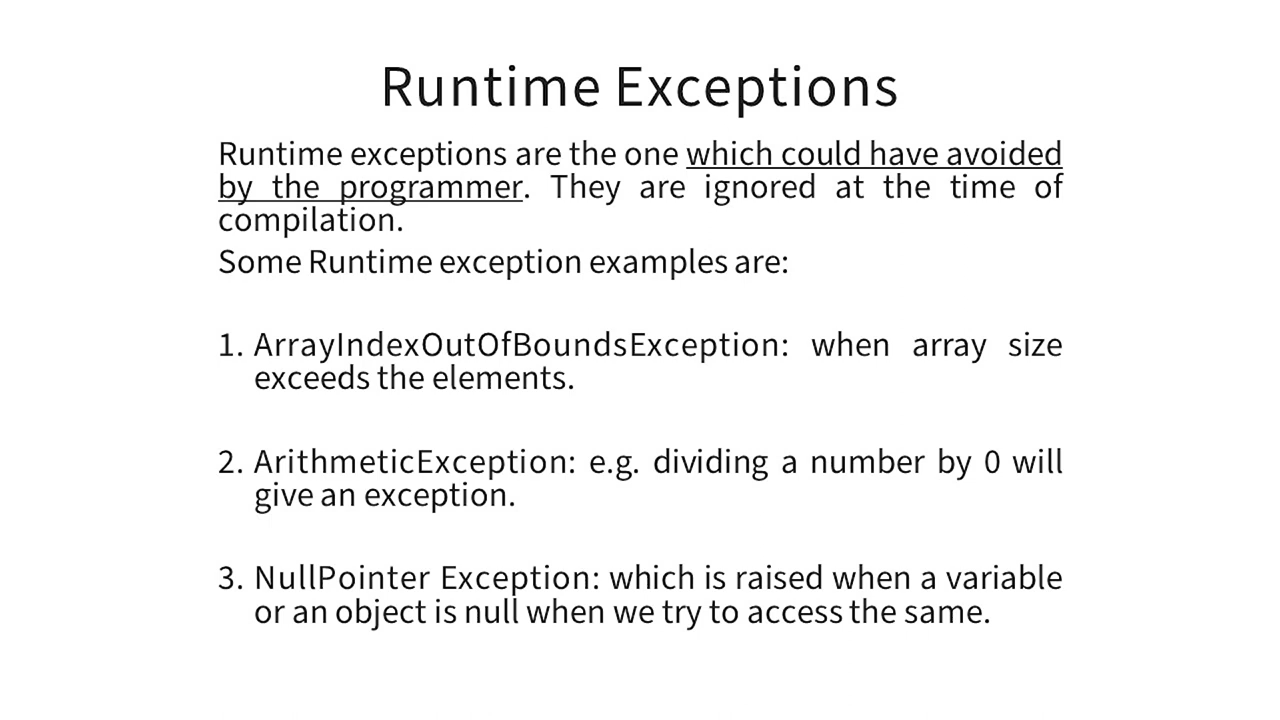 Runtime Exceptions
Runtime exceptions are the one which could have avoided
by the programmer. They are ignored at the time of
compilation.
Some Runtime exception examples are:
1. ArrayIndexOutOfBoundsException: when array size
exceeds the elements.
2. ArithmeticException: e.g. dividing a number by 0 will
give an exception.
3. NullPointer Exception: which is raised when a variable
or an object is null when we try to access the same.